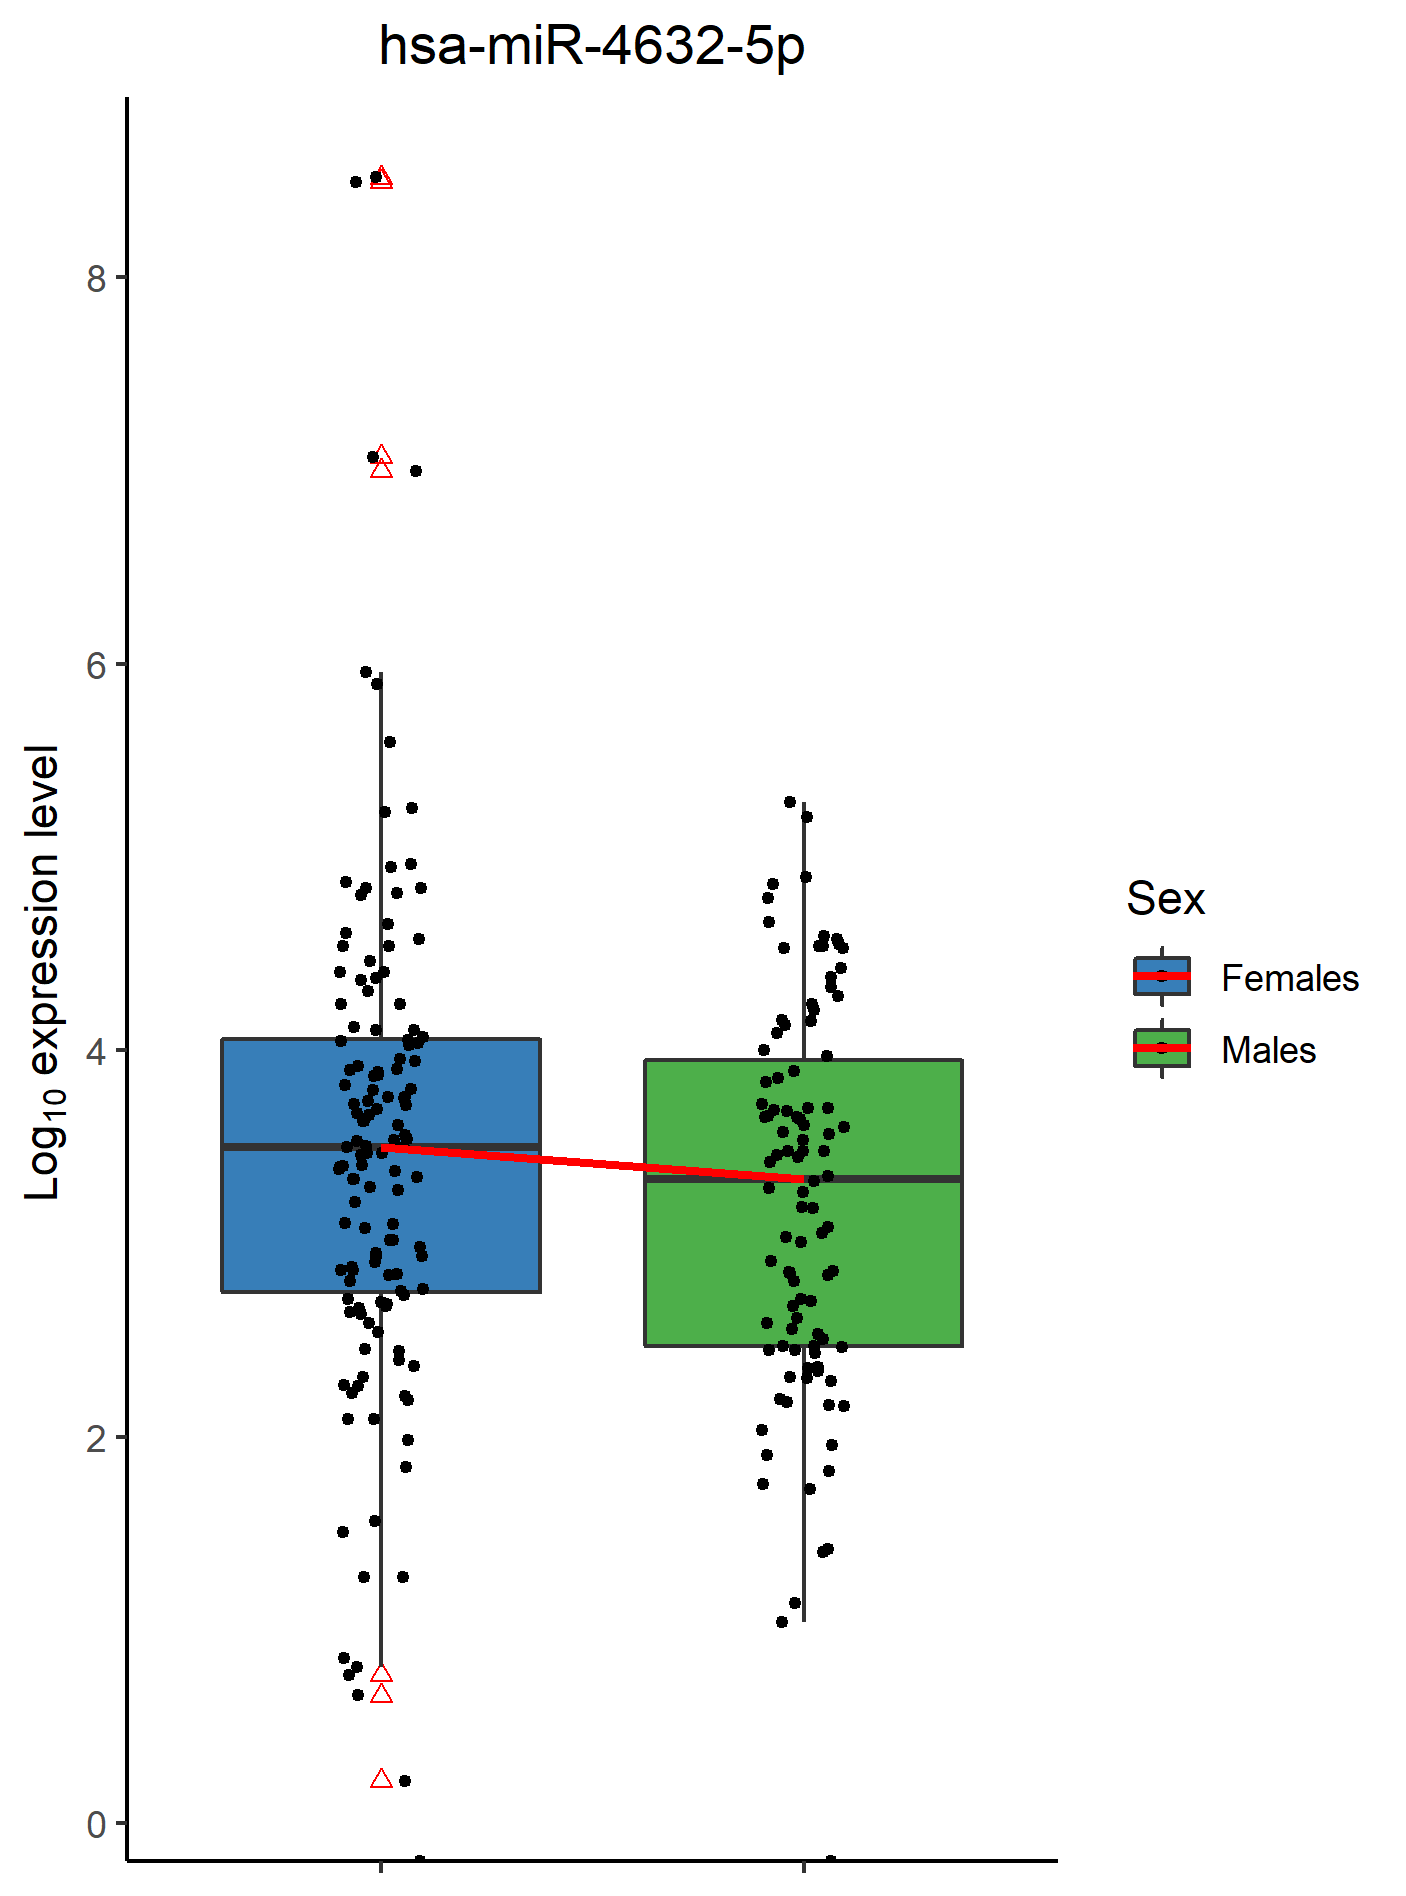 hsa-miR-4632-5p
8
6
4
2
0
Log₁₀ expression level
Sex
Females
Males